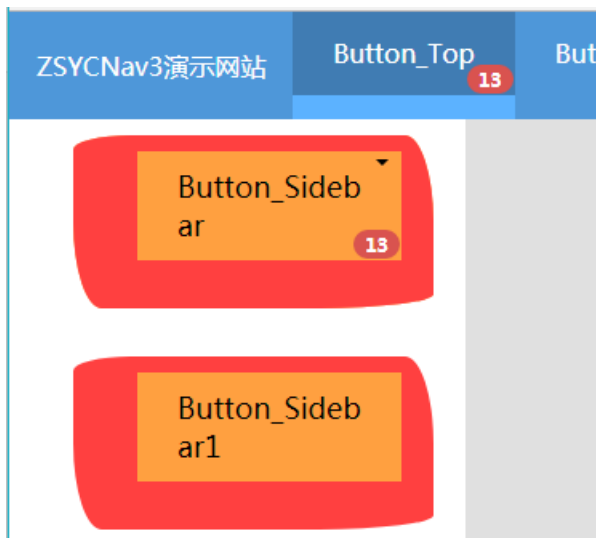 ZSYCNav3演示网站
Button_Top
13
But
Button_Sideb
ar
13
Button_Sideb
ar1